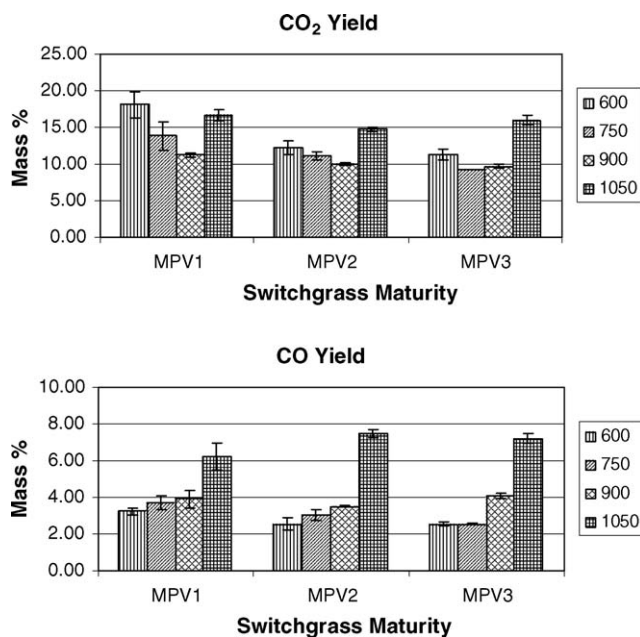 CO₂ Yield
25.00
20.00
15.00
10.00
5.00
0.00
Mass %
MPV1 MPV2 MPV3
Switchgrass Maturity
600
750
900
1050
CO Yield
10.00
8.00
6.00
4.00
2.00
0.00
Mass %
MPV1 MPV2 MPV3
Switchgrass Maturity
600
750
900
1050